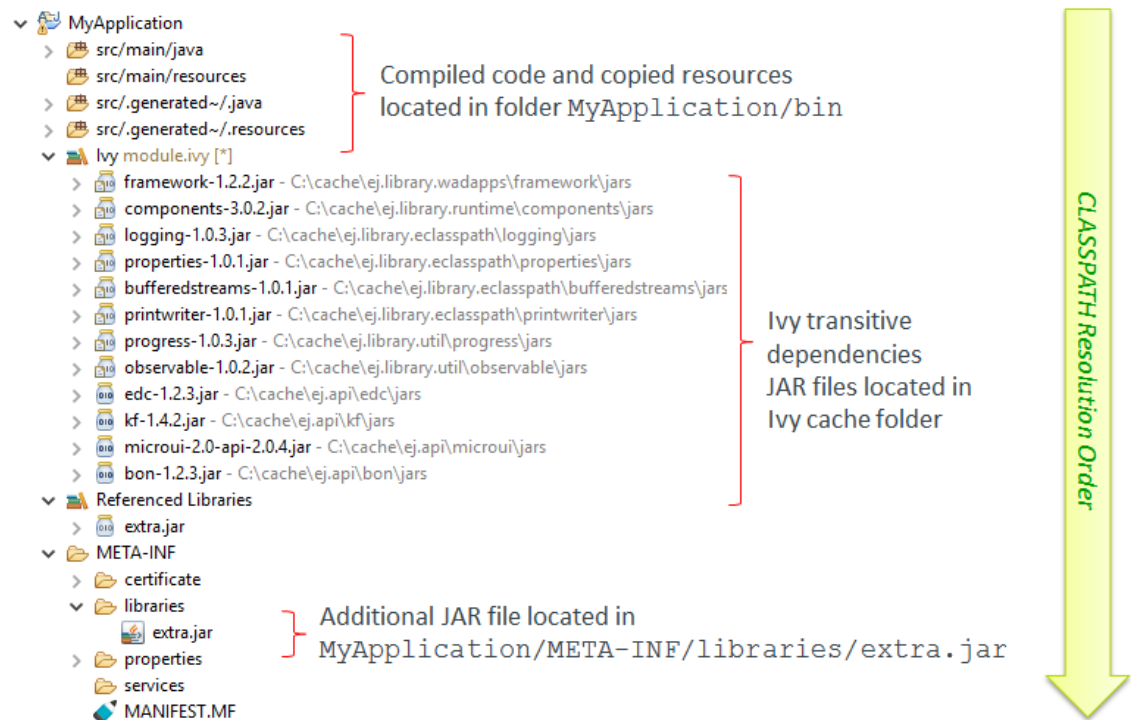 MyApplication
src/main/java
src/main/resources
src/.generated~/.java
src/.generated~/.resources
Compiled code and copied resources
located in folder MyApplication/bin
Ivy module.ivy [*]
framework-1.2.2.jar - C:\cache\ej.library.wadapps\framework\jars
components-3.0.2.jar - C:\cache\ej.library.runtime\components\jars
logging-1.0.3.jar - C:\cache\ej.library.eclasspath\logging\jars
properties-1.0.1.jar - C:\cache\ej.library.eclasspath\properties\jars
bufferedstreams-1.0.1.jar - C:\cache\ej.library.eclasspath\bufferedstreams\jars
printwriter-1.0.1.jar - C:\cache\ej.library.eclasspath\printwriter\jars
progress-1.0.3.jar - C:\cache\ej.library.util\progress\jars
observable-1.0.2.jar - C:\cache\ej.library.util\observable\jars
edc-1.2.3.jar - C:\cache\ej.api\edc\jars
kf-1.4.2.jar - C:\cache\ej.api\kf\jars
microui-2.0-api-2.0.4.jar - C:\cache\ej.api\microui\jars
bon-1.2.3.jar - C:\cache\ej.api\bon\jars
Ivy transitive
dependencies
JAR files located in
Ivy cache folder
Referenced Libraries
extra.jar
META-INF
certificate
libraries
extra.jar
properties
services
MANIFEST.MF
Additional JAR file located in
MyApplication/META-INF/libraries/extra.jar
CLASSPATH Resolution Order